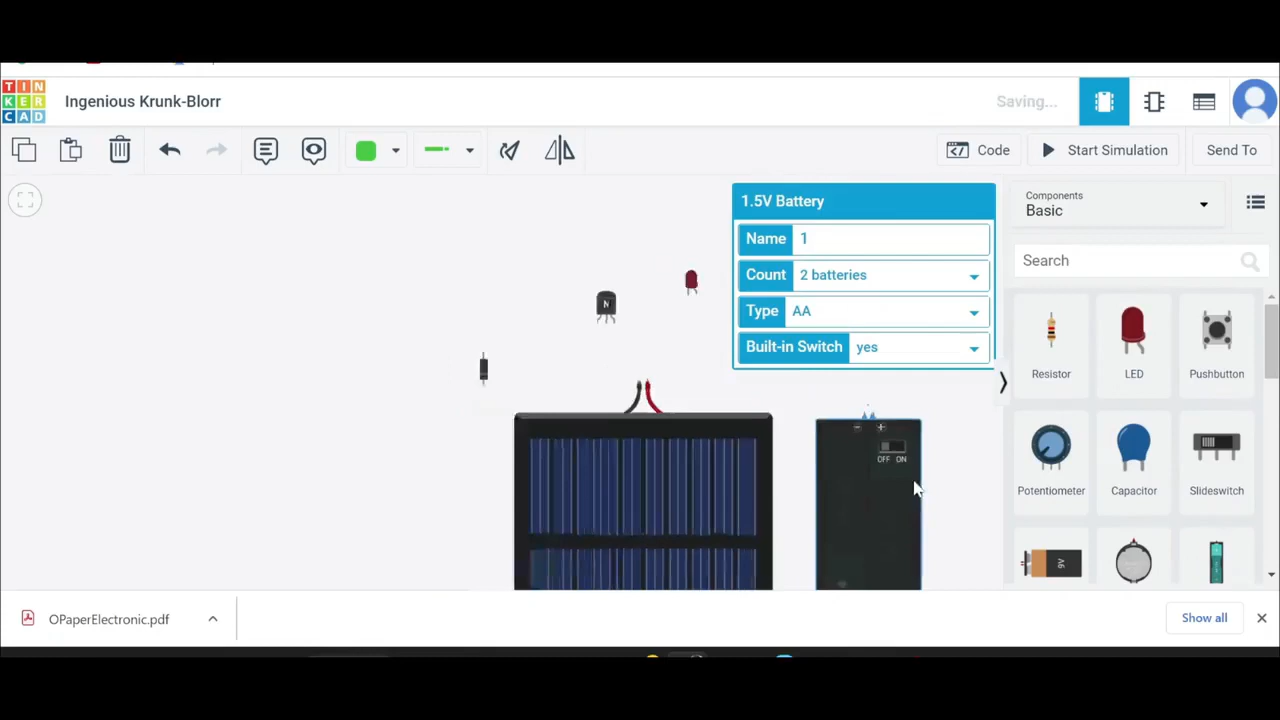 TIN
KER
CAD
Ingenious Krunk-Blorr
Saving...
Code
Start Simulation
Send To
1.5V Battery
Name 1
Count 2 batteries
Type AA
Built-in Switch yes
Components
Basic
Search
Resistor
LED
Pushbutton
Potentiometer
Capacitor
Slideswitch
9V
N
- +
OFF ON
OPaperElectronic.pdf
Show all